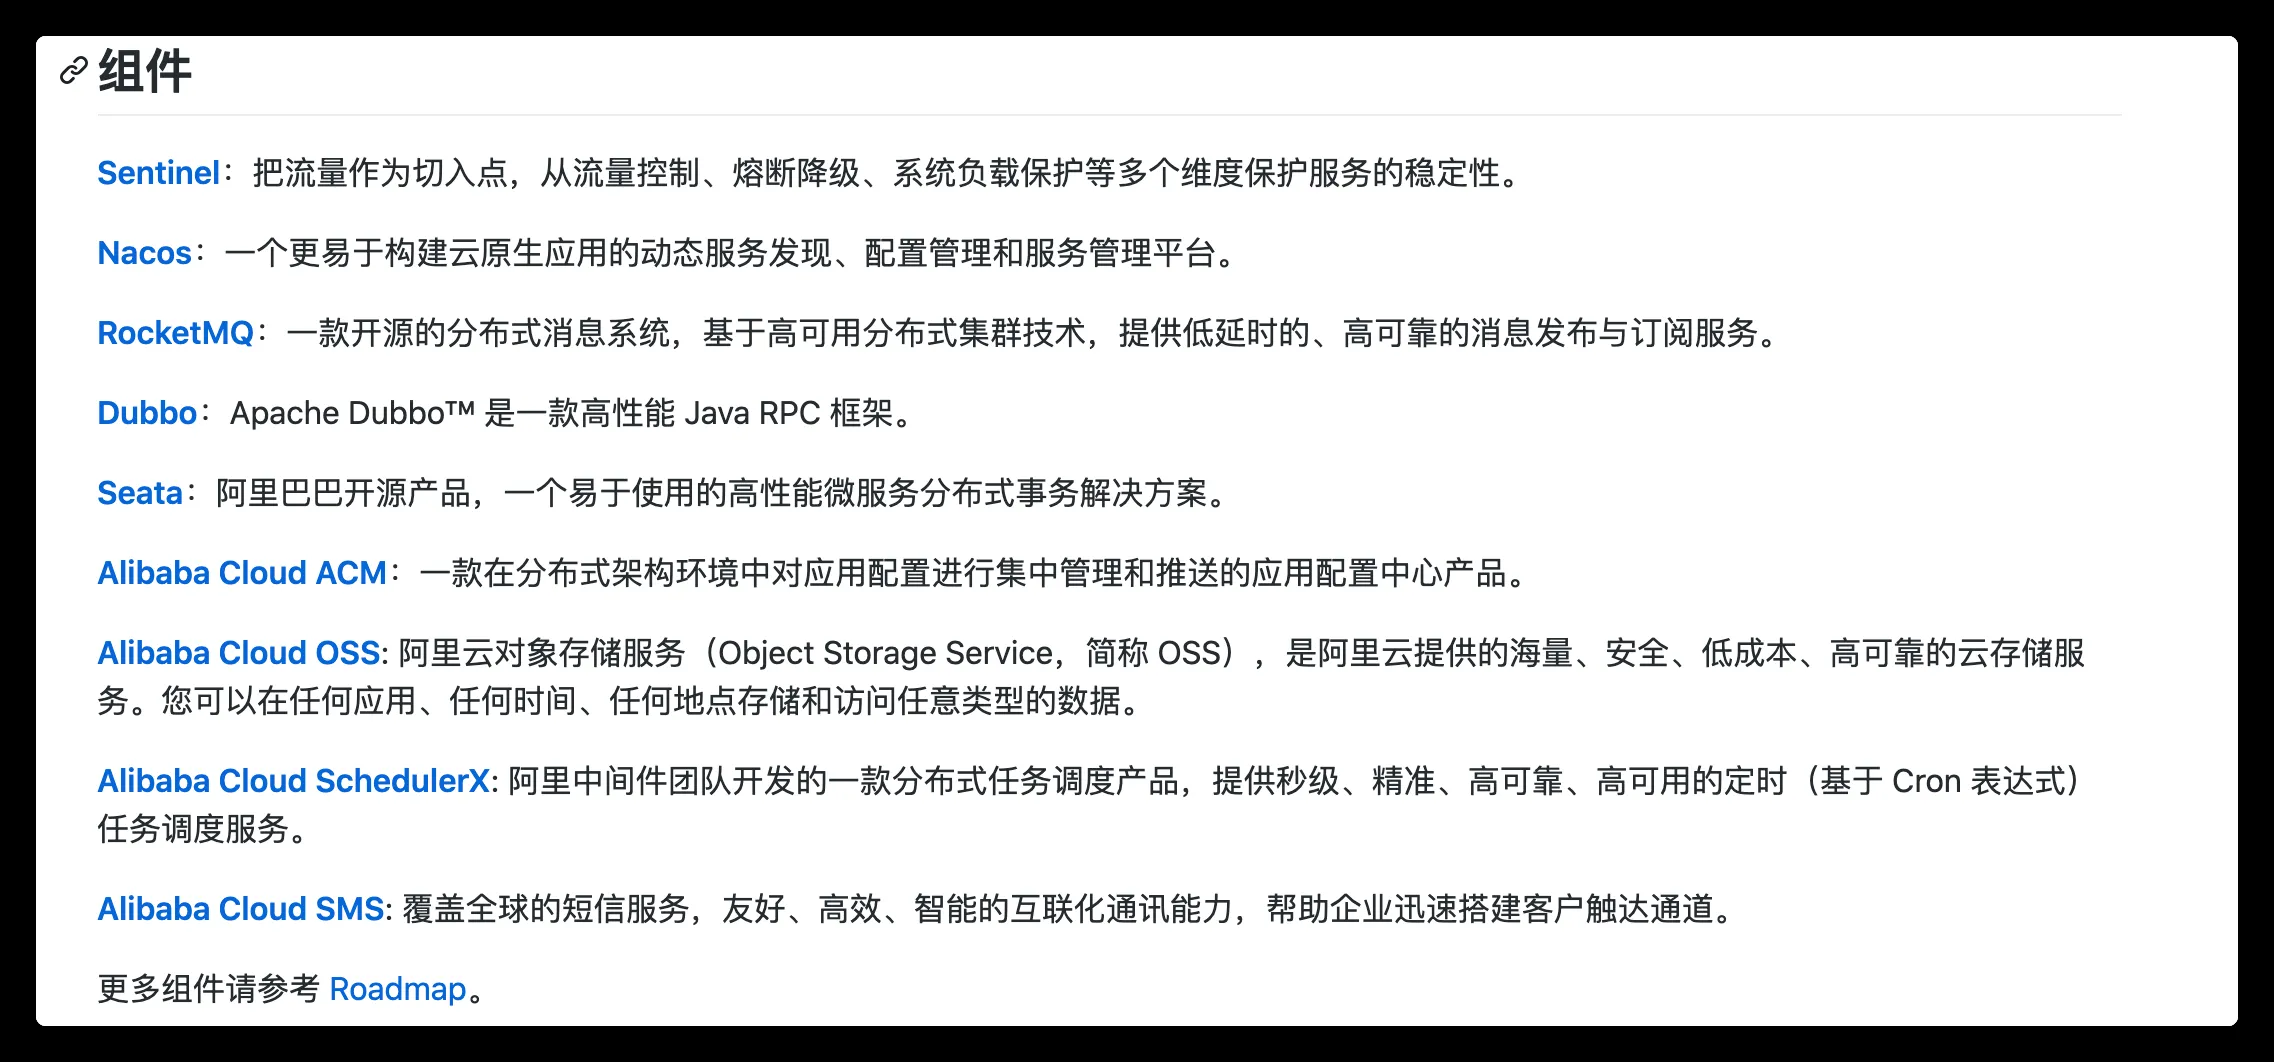 组件
Sentinel：把流量作为切入点，从流量控制、熔断降级、系统负载保护等多个维度保护服务的稳定性。
Nacos：一个更易于构建云原生应用的动态服务发现、配置管理和服务管理平台。
RocketMQ：一款开源的分布式消息系统，基于高可用分布式集群技术，提供低延时的、高可靠的消息发布与订阅服务。
Dubbo：Apache Dubbo™ 是一款高性能 Java RPC 框架。
Seata：阿里巴巴开源产品，一个易于使用的高性能微服务分布式事务解决方案。
Alibaba Cloud ACM：一款在分布式架构环境中对应用配置进行集中管理和推送的应用配置中心产品。
Alibaba Cloud OSS: 阿里云对象存储服务（Object Storage Service，简称 OSS），是阿里云提供的海量、安全、低成本、高可靠的云存储服
务。您可以在任何应用、任何时间、任何地点存储和访问任意类型的数据。
Alibaba Cloud SchedulerX: 阿里中间件团队开发的一款分布式任务调度产品，提供秒级、精准、高可靠、高可用的定时（基于 Cron 表达式）
任务调度服务。
Alibaba Cloud SMS: 覆盖全球的短信服务，友好、高效、智能的互联化通讯能力，帮助企业迅速搭建客户触达通道。
更多组件请参考 Roadmap。